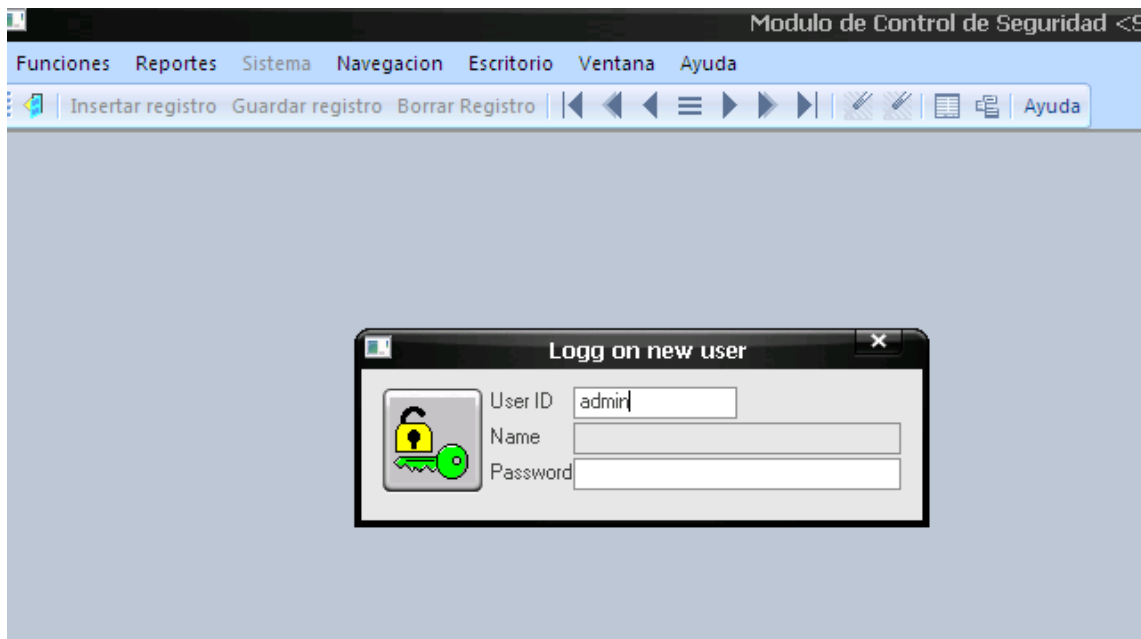 Modulo de Control de Seguridad <S
Funciones Reportes Sistema Navegacion Escritorio Ventana Ayuda
Insertar registro Guardar registro Borrar Registro Ayuda
Logg on new user
User ID admin
Name
Password